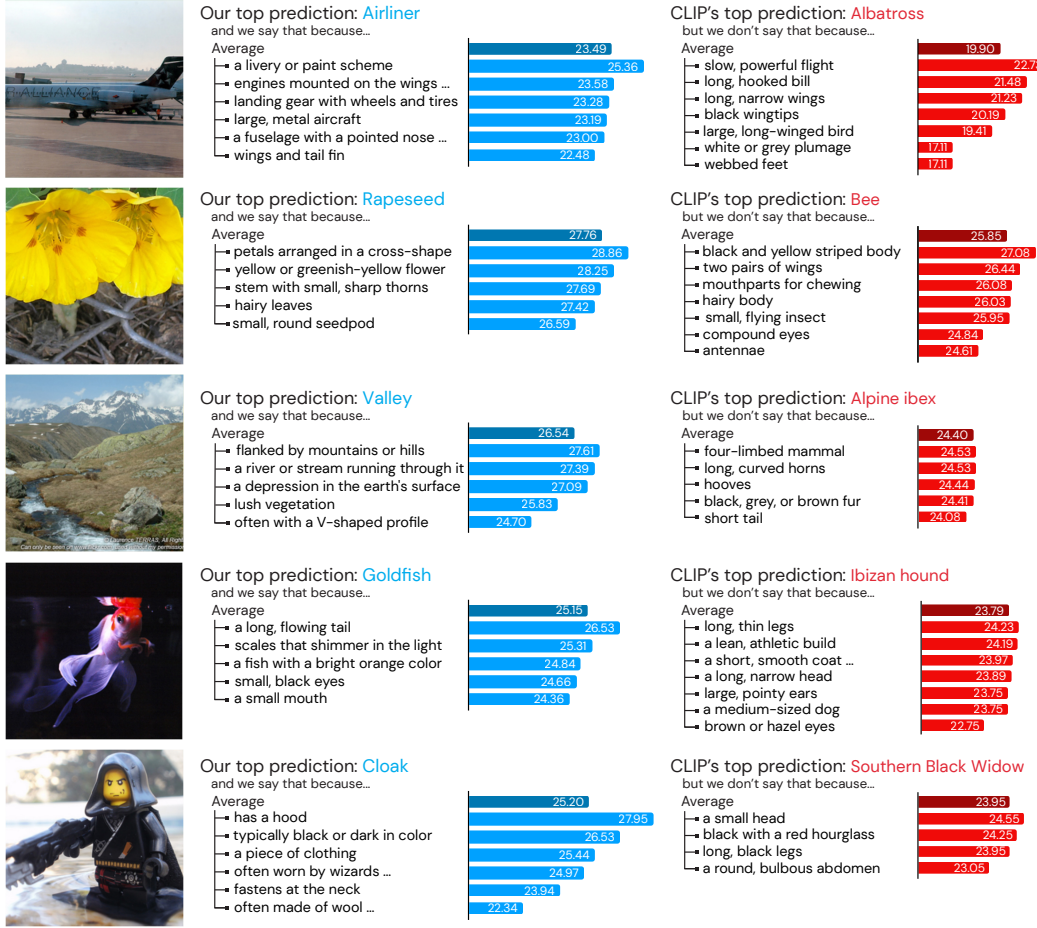 Our top prediction: Airliner
and we say that because...
Average 23.49
a livery or paint scheme 25.36
engines mounted on the wings ... 23.58
landing gear with wheels and tires 23.28
large, metal aircraft 23.19
a fuselage with a pointed nose ... 23.00
wings and tail fin 22.48
CLIP's top prediction: Albatross
but we don't say that because...
Average 19.90
slow, powerful flight
long, hooked bill 21.48
long, narrow wings 21.23
black wingtips 20.19
large, long-winged bird 19.41
white or grey plumage 17.11
webbed feet 17.11
Our top prediction: Rapeseed
and we say that because...
Average 27.76
petals arranged in a cross-shape 28.86
yellow or greenish-yellow flower 28.25
stem with small, sharp thorns 27.69
hairy leaves 27.42
small, round seedpod 26.59
CLIP's top prediction: Bee
but we don't say that because...
Average 25.85
black and yellow striped body 27.08
two pairs of wings 26.44
mouthparts for chewing 26.08
hairy body 26.03
small, flying insect 25.95
compound eyes 24.84
antennae 24.61
Our top prediction: Valley
and we say that because...
Average 26.54
flanked by mountains or hills 27.61
a river or stream running through it 27.39
a depression in the earth's surface 27.09
lush vegetation 25.83
often with a V-shaped profile 24.70
CLIP's top prediction: Alpine ibex
but we don't say that because...
Average 24.40
four-limbed mammal 24.53
long, curved horns 24.53
hooves 24.44
black, grey, or brown fur 24.41
short tail 24.08
Our top prediction: Goldfish
and we say that because...
Average 25.15
a long, flowing tail 26.53
scales that shimmer in the light 25.31
a fish with a bright orange color 24.84
small, black eyes 24.66
a small mouth 24.36
CLIP's top prediction: Ibizan hound
but we don't say that because...
Average 23.79
long, thin legs 24.23
a lean, athletic build 24.19
a short, smooth coat ... 23.97
a long, narrow head 23.89
large, pointy ears 23.75
a medium-sized dog 23.75
brown or hazel eyes 22.75
Our top prediction: Cloak
and we say that because...
Average 25.20
has a hood 27.95
typically black or dark in color 26.53
a piece of clothing 25.44
often worn by wizards ... 24.97
fastens at the neck 23.94
often made of wool ... 22.34
CLIP's top prediction: Southern Black Widow
but we don't say that because...
Average 23.95
a small head 24.55
black with a red hourglass 24.25
long, black legs 23.95
a round, bulbous abdomen 23.05